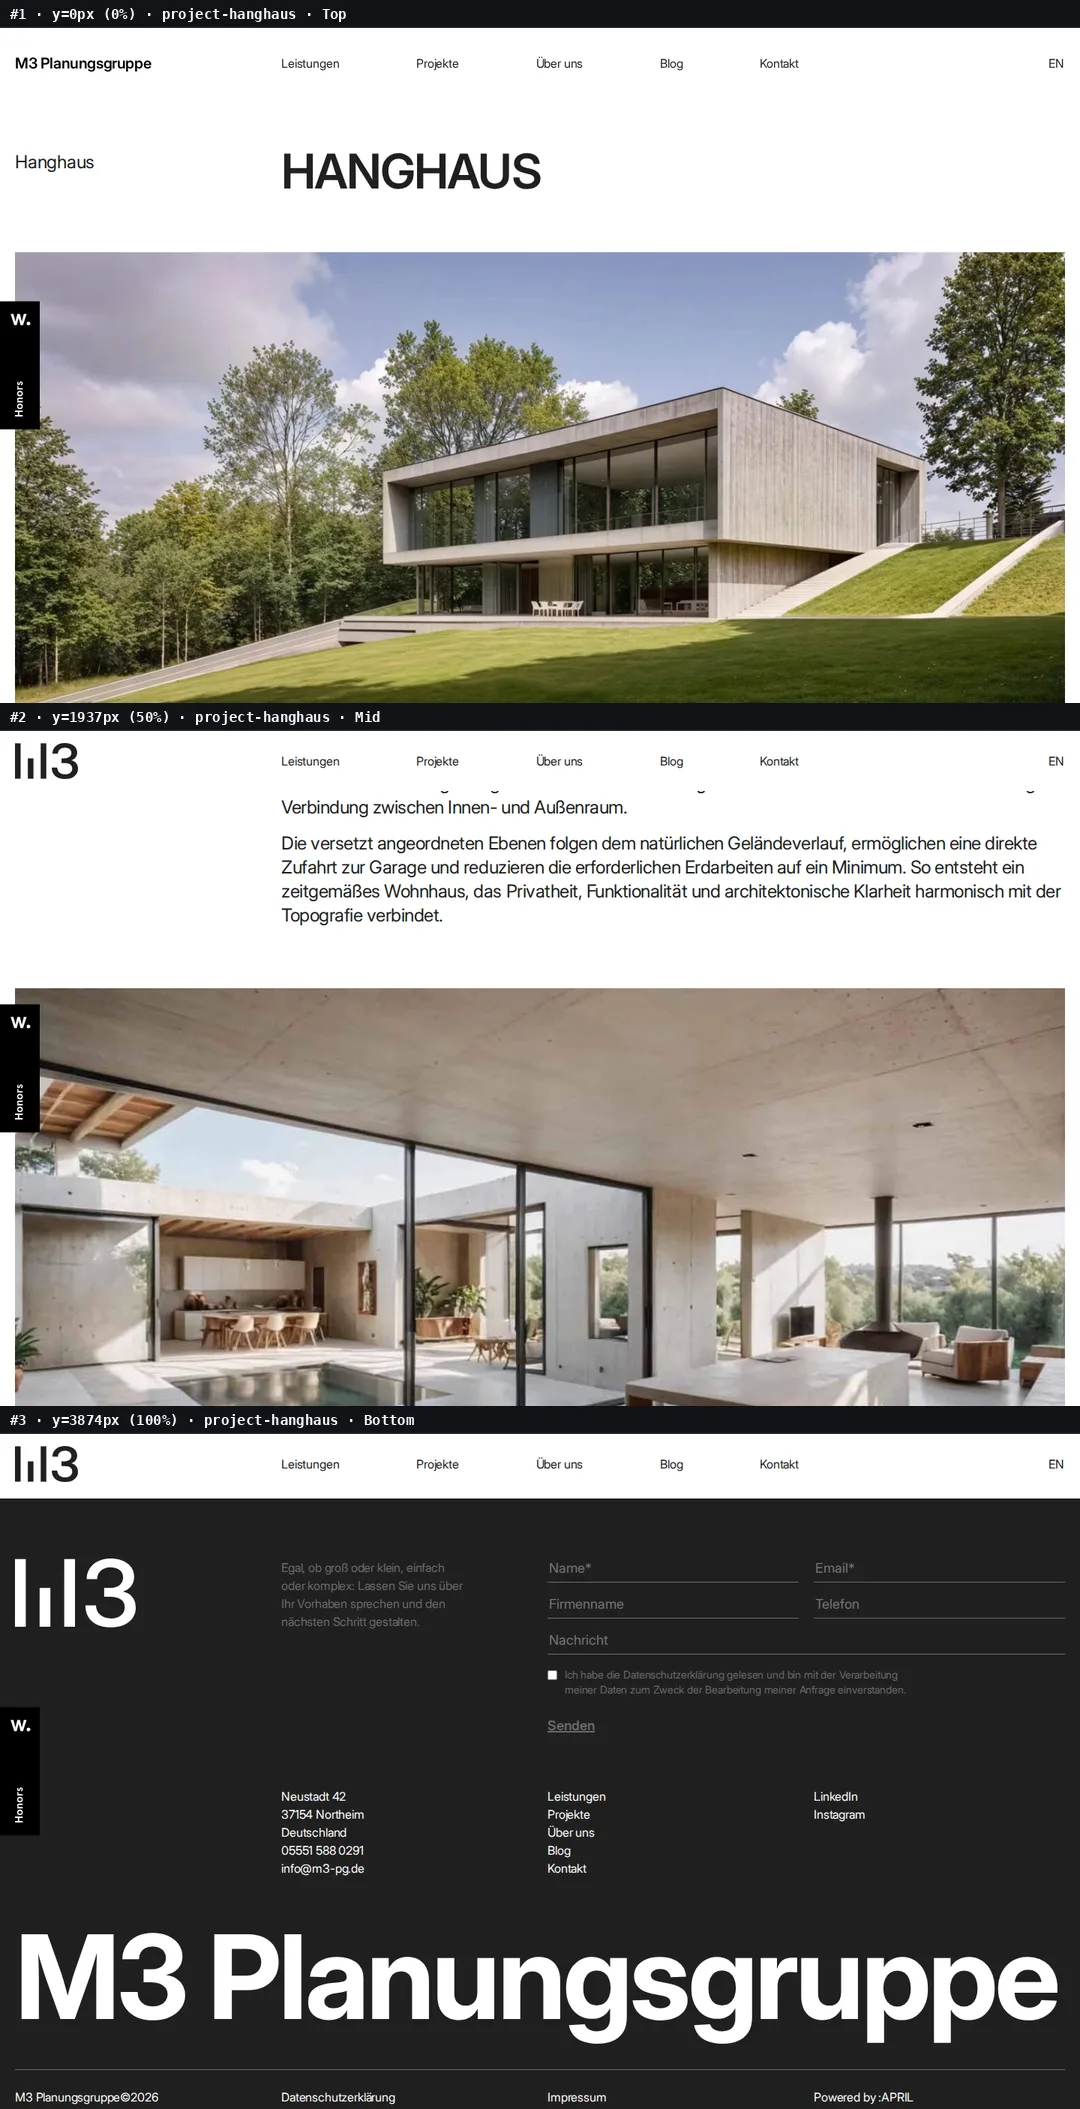 #1 · y=0px (0%) · project-hanghaus · Top
M3 Planungsgruppe
Leistungen
Projekte
Über uns
Blog
Kontakt
EN
Hanghaus
HANGHAUS
W.
Honors
#2 · y=1937px (50%) · project-hanghaus · Mid
M3
Leistungen
Projekte
Über uns
Blog
Kontakt
EN
Verbindung zwischen Innen- und Außenraum.
Die versetzt angeordneten Ebenen folgen dem natürlichen Geländeverlauf, ermöglichen eine direkte
Zufahrt zur Garage und reduzieren die erforderlichen Erdarbeiten auf ein Minimum. So entsteht ein
zeitgemäßes Wohnhaus, das Privatheit, Funktionalität und architektonische Klarheit harmonisch mit der
Topografie verbindet.
W.
Honors
#3 · y=3874px (100%) · project-hanghaus · Bottom
M3
Leistungen
Projekte
Über uns
Blog
Kontakt
EN
M3
Egal, ob groß oder klein, einfach
oder komplex: Lassen Sie uns über
Ihr Vorhaben sprechen und den
nächsten Schritt gestalten.
Name*
Email*
Firmenname
Telefon
Nachricht
Ich habe die Datenschutzerklärung gelesen und bin mit der Verarbeitung
meiner Daten zum Zweck der Bearbeitung meiner Anfrage einverstanden.
Senden
W.
Honors
Neustadt 42
37154 Northeim
Deutschland
05551 588 0291
info@m3-pg.de
Leistungen
Projekte
Über uns
Blog
Kontakt
LinkedIn
Instagram
M3 Planungsgruppe
M3 Planungsgruppe©2026
Datenschutzerklärung
Impressum
Powered by :APRIL